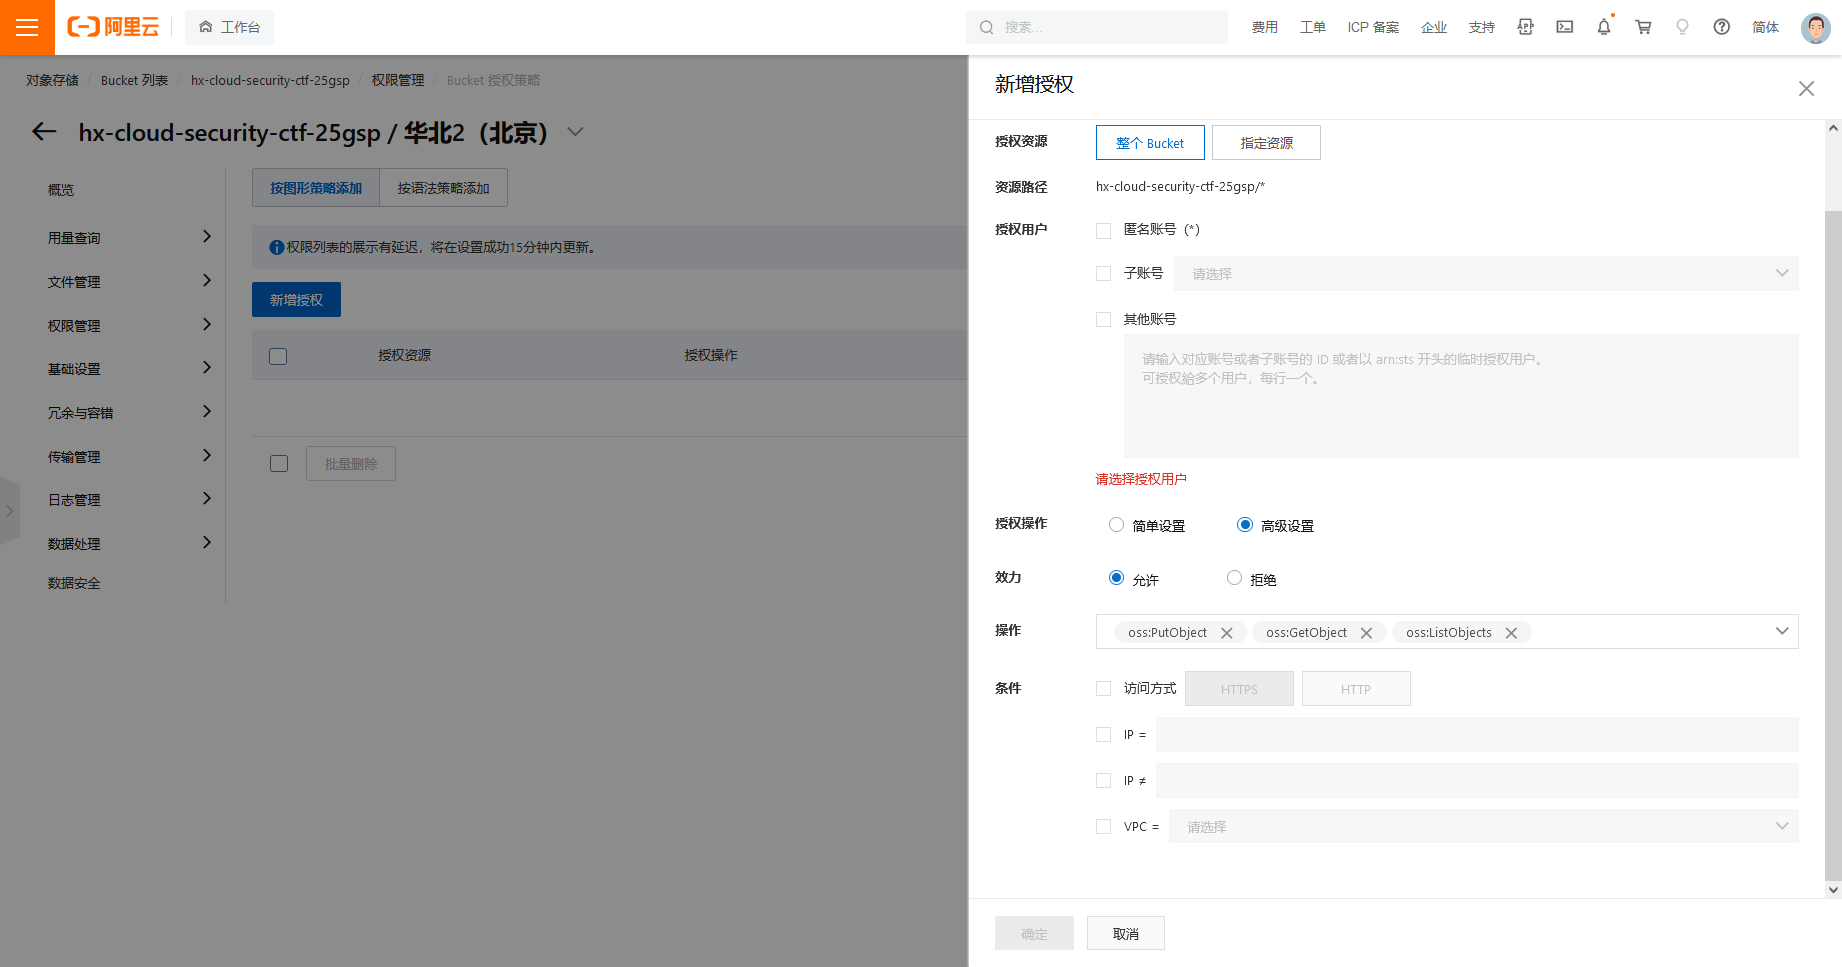 阿里云
工作台
搜索...
费用 工单 ICP 备案 企业 支持 简体
对象存储 / Bucket 列表 / hx-cloud-security-ctf-25gsp / 权限管理 / Bucket 授权策略
hx-cloud-security-ctf-25gsp / 华北2（北京）
概览
用量查询
文件管理
权限管理
基础设置
冗余与容错
传输管理
日志管理
数据处理
数据安全
按图形策略添加 按语法策略添加
权限列表的展示有延迟，将在设置成功15分钟内更新。
新增授权
授权资源 授权操作
批量删除
新增授权
授权资源 整个 Bucket 指定资源
资源路径 hx-cloud-security-ctf-25gsp/*
授权用户 匿名账号（*）
子账号 请选择
其他账号
请输入对应账号或者子账号的 ID 或者以 arn:sts 开头的临时授权用户。
可授权給多个用户，每行一个。
请选择授权用户
授权操作 简单设置 高级设置
效力 允许 拒绝
操作 oss:PutObject oss:GetObject oss:ListObjects
条件 访问方式 HTTPS HTTP
IP =
IP ≠
VPC = 请选择
确定 取消